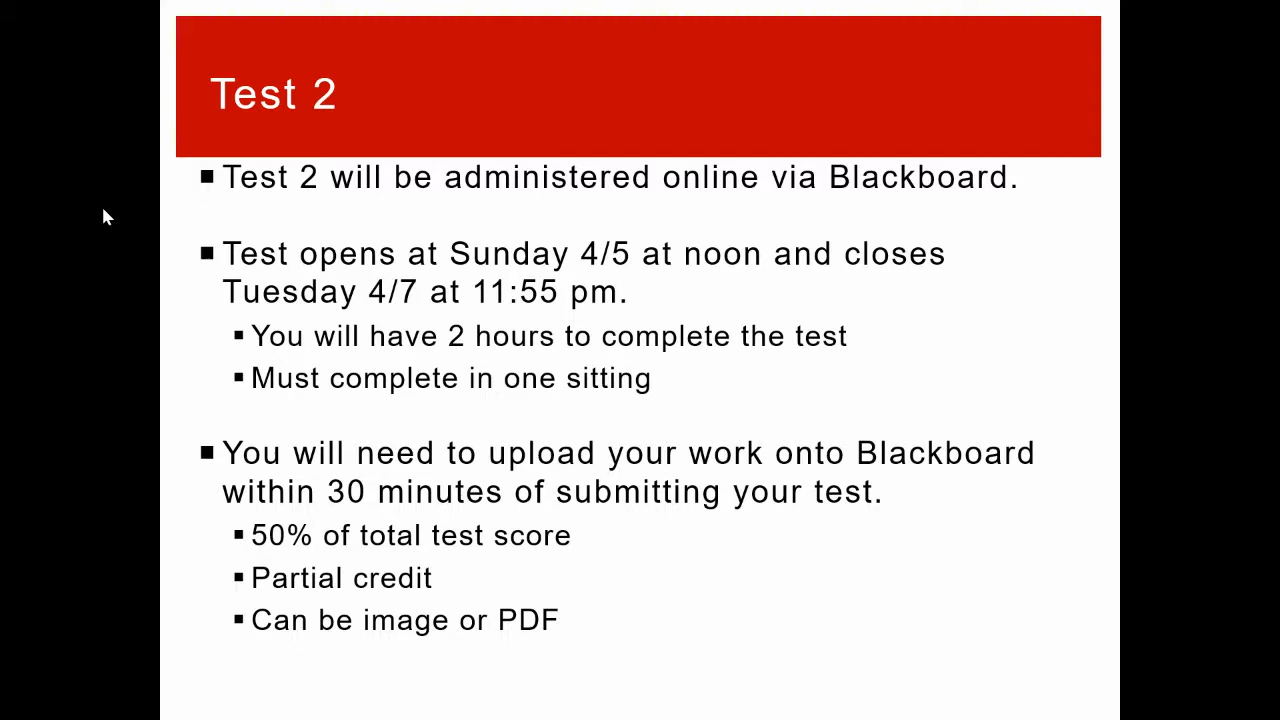 Test 2
▪ Test 2 will be administered online via Blackboard.
▪ Test opens at Sunday 4/5 at noon and closes
Tuesday 4/7 at 11:55 pm.
▪ You will have 2 hours to complete the test
▪ Must complete in one sitting
▪ You will need to upload your work onto Blackboard
within 30 minutes of submitting your test.
▪ 50% of total test score
▪ Partial credit
▪ Can be image or PDF